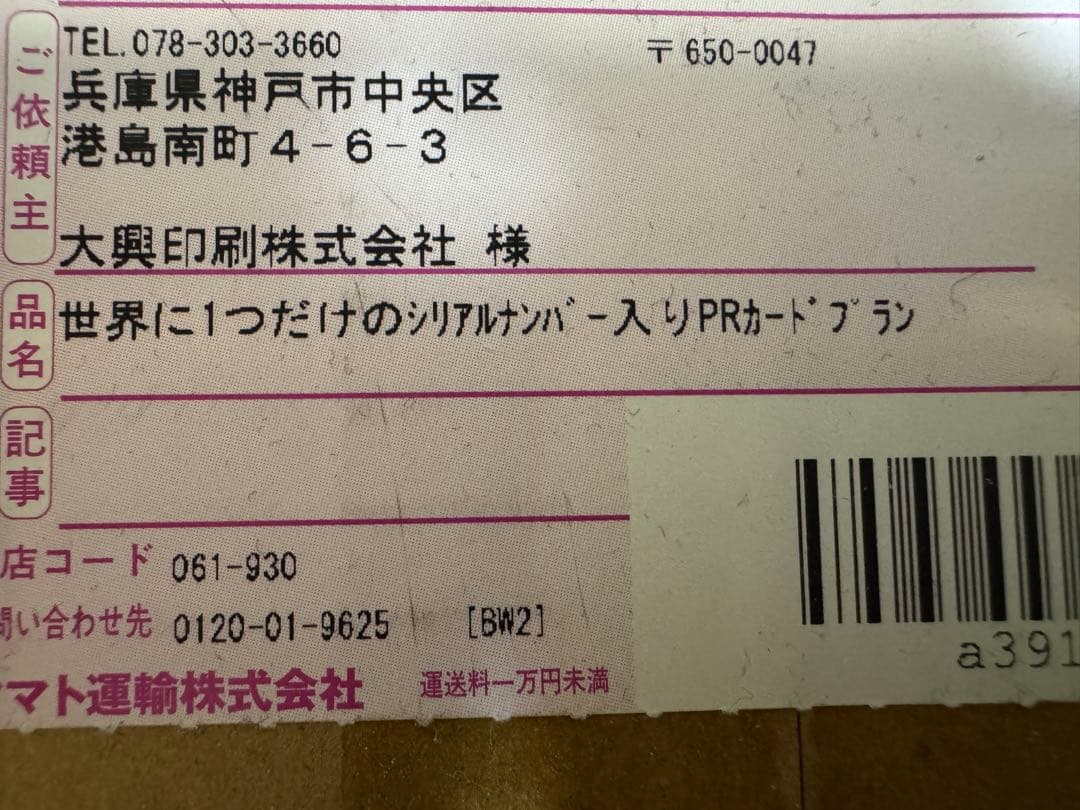 ご依頼主
TEL.078-303-3660 〒650-0047
兵庫県神戸市中央区
港島南町4-6-3
大興印刷株式会社 様
品名
世界に1つだけのシリアルナンバー入りPRカードプラン
記事
店コード 061-930
問い合わせ先 0120-01-9625 [BW2]
ヤマト運輸株式会社 運送料一万円未満
a391